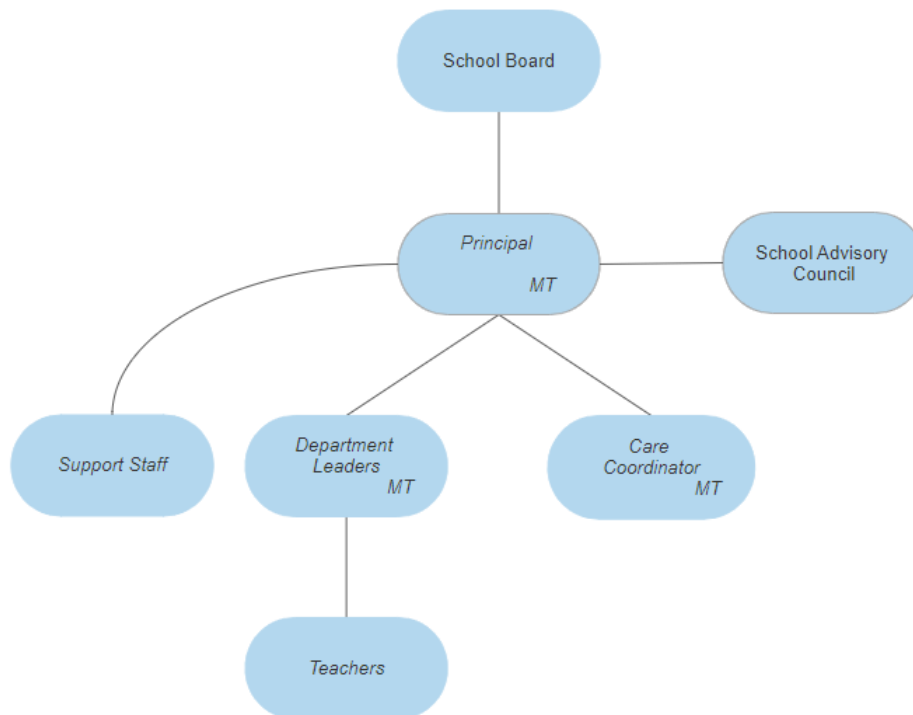 School Board
Principal
MT
School Advisory
Council
Support Staff
Department
Leaders
MT
Care
Coordinator
MT
Teachers